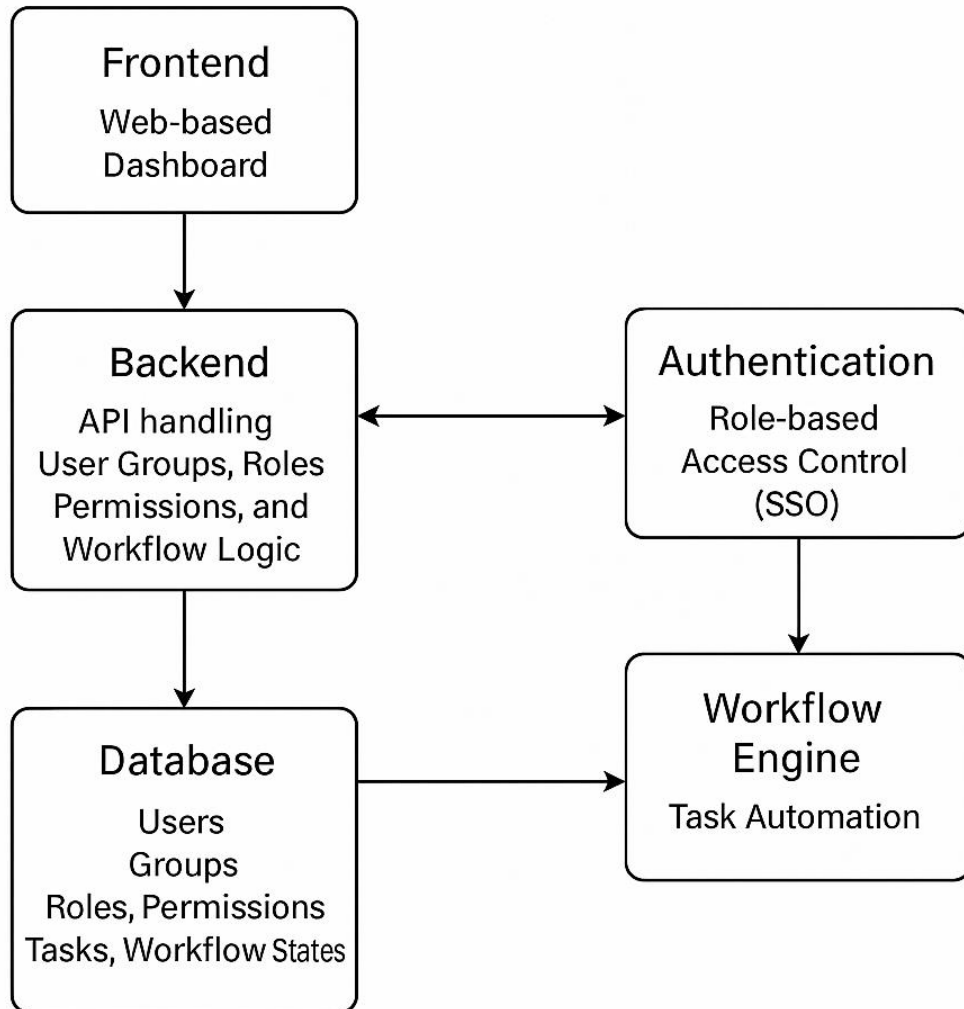 Frontend
Web-based
Dashboard
Backend
API handling
User Groups, Roles
Permissions, and
Workflow Logic
Authentication
Role-based
Access Control
(SSO)
Database
Users
Groups
Roles, Permissions
Tasks, Workflow States
Workflow
Engine
Task Automation